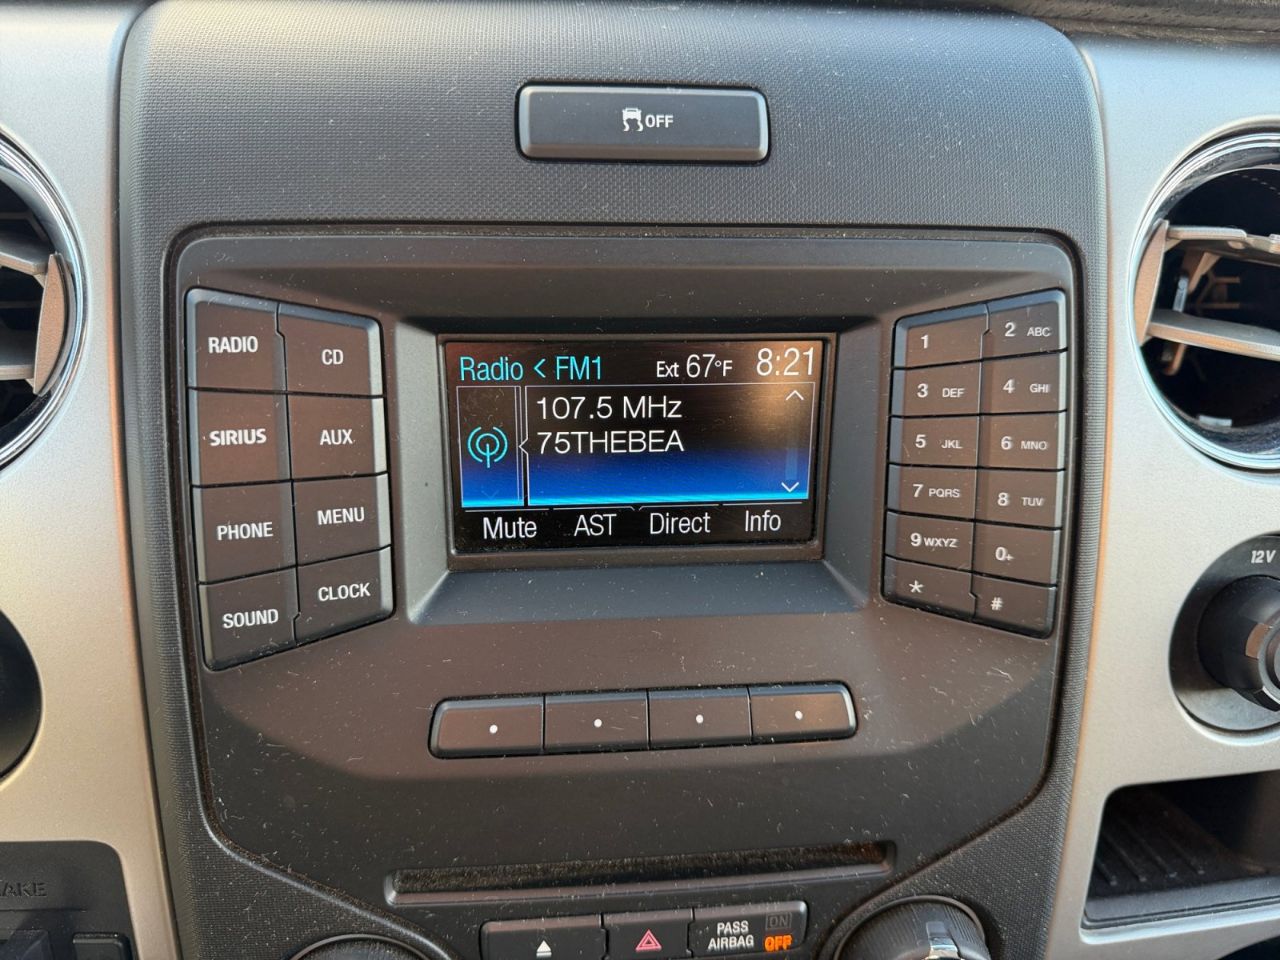 OFF
RADIO
CD
SIRIUS
AUX
PHONE
MENU
SOUND
CLOCK
Radio < FM1 Ext 67°F 8:21
107.5 MHz
75THEBEA
Mute AST Direct Info
1
2 ABC
3 DEF
4 GHI
5 JKL
6 MNO
7 PQRS
8 TUV
9 WXYZ
0+
*
#
12V
AKE
PASS
AIRBAG
ON
OFF